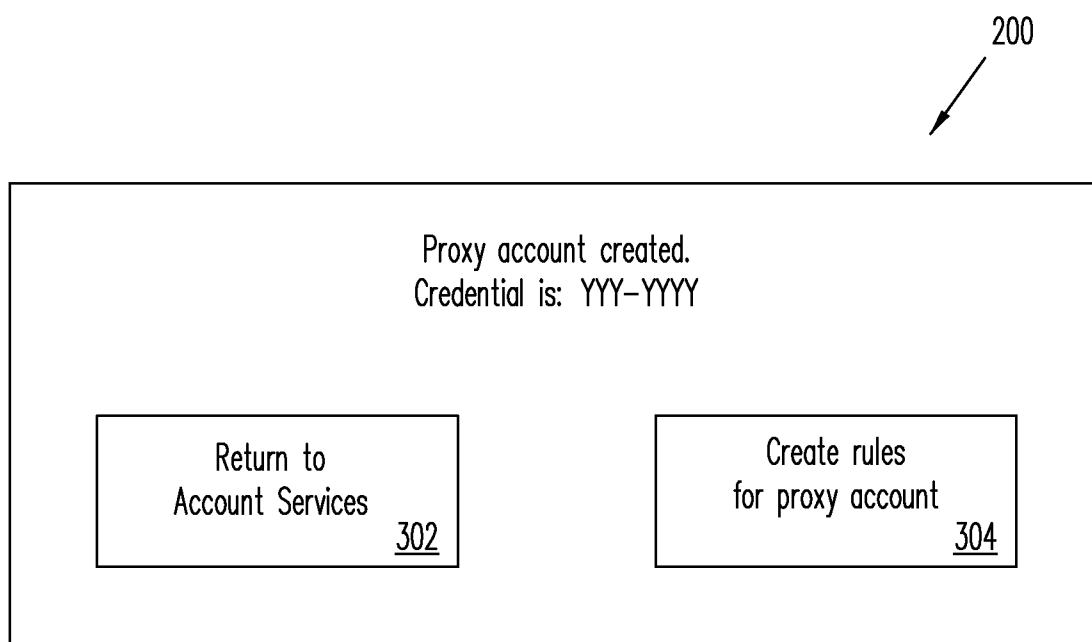 200
Proxy account created.
Credential is: YYY-YYYY
Return to
Account Services
302
Create rules
for proxy account
304